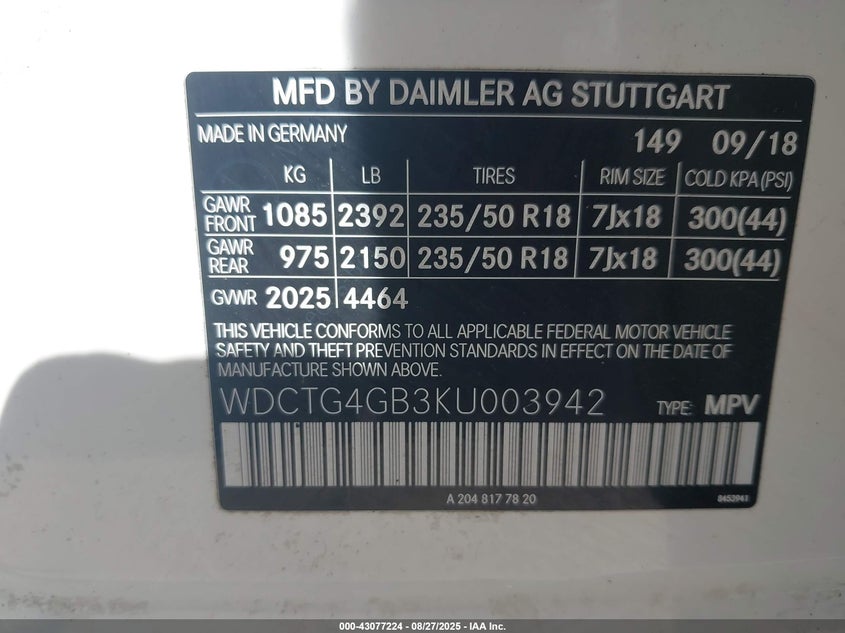 MFD BY DAIMLER AG STUTTGART
MADE IN GERMANY 149 09/18
KG LB TIRES RIM SIZE COLD KPA (PSI)
GAWR FRONT 1085 2392 235/50 R18 7Jx18 300(44)
GAWR REAR 975 2150 235/50 R18 7Jx18 300(44)
GVWR 2025 4464
THIS VEHICLE CONFORMS TO ALL APPLICABLE FEDERAL MOTOR VEHICLE
SAFETY AND THEFT PREVENTION STANDARDS IN EFFECT ON THE DATE OF
MANUFACTURE SHOWN ABOVE.
WDCTG4GB3KU003942 TYPE: MPV
A 204 817 78 20 8453941
000-43077224 - 08/27/2025 - IAA Inc.